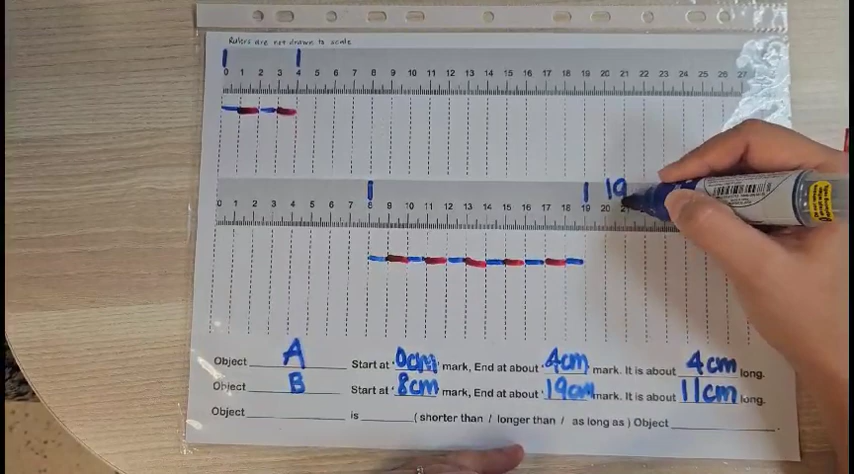 Rulers are not drawn to scale
0 1 2 3 4 5 6 7 8 9 10 11 12 13 14 15 16 17 18 19 20 21 22 23 24 25 26 27
19
0 1 2 3 4 5 6 7 8 9 10 11 12 13 14 15 16 17 18 19 20
Object A Start at 0cm mark, End at about 4cm mark. It is about 4cm long.
Object B Start at 8cm mark, End at about 19cm mark. It is about 11cm long.
Object ____ is ____ ( shorter than / longer than / as long as ) Object ____.